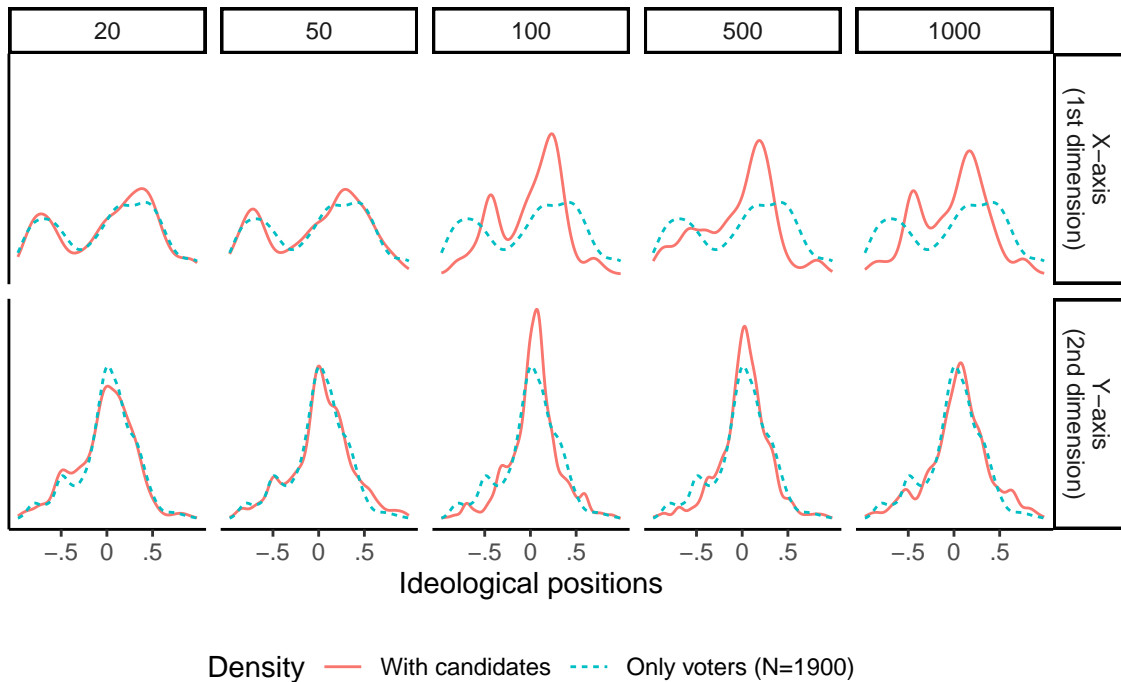 20
50
100
500
1000
X−axis
(1st dimension)
Y−axis
(2nd dimension)
−.5 0 .5
−.5 0 .5
−.5 0 .5
−.5 0 .5
−.5 0 .5
Ideological positions
Density With candidates Only voters (N=1900)